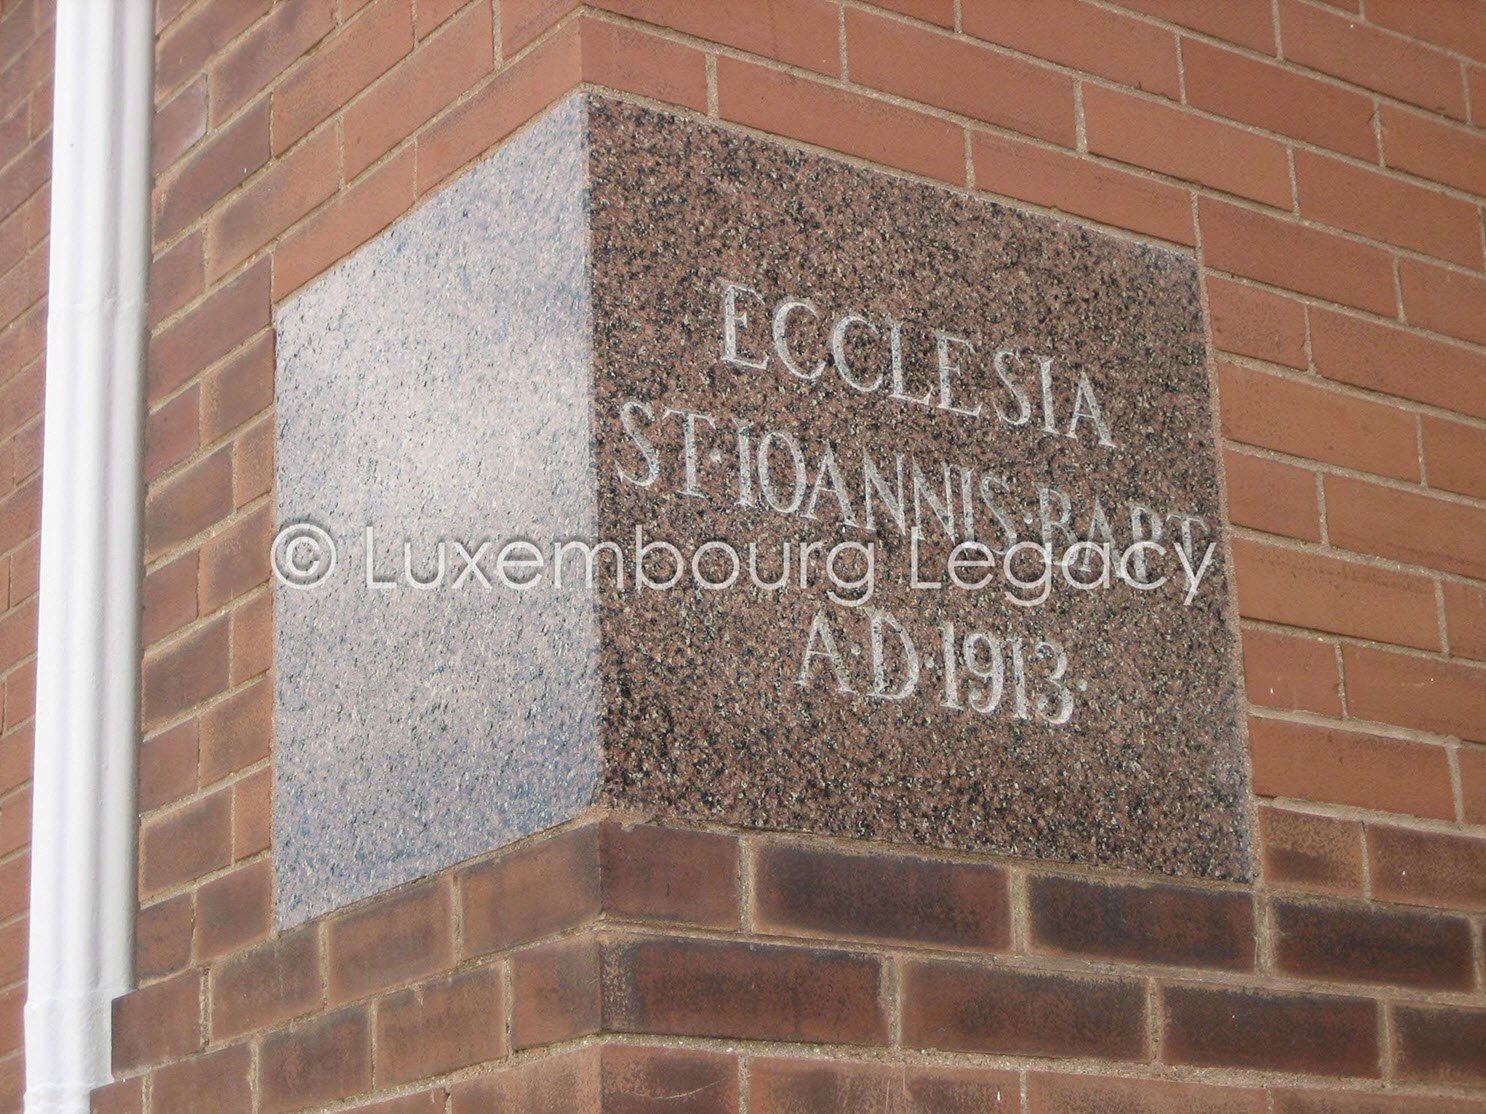 ECCLESIA
ST·IOANNIS·BAPT
© Luxembourg Legacy
A·D·1913·